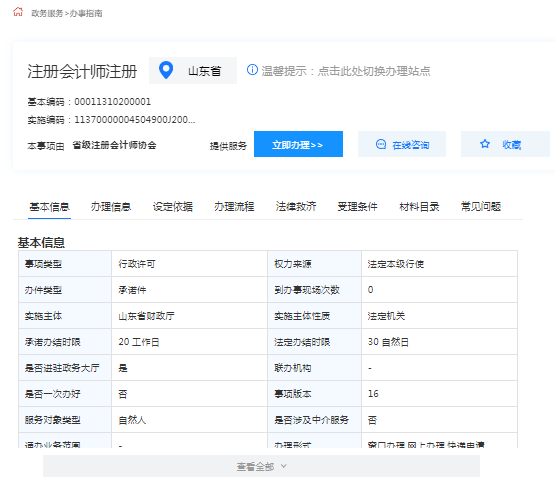 政务服务>办事指南
注册会计师注册 山东省 温馨提示：点击此处切换办理站点
基本编码：00011310200001
实施编码：11370000004504900J200...
本事项由 省级注册会计师协会 提供服务 立即办理>> 在线咨询 收藏
基本信息 办理信息 设定依据 办理流程 法律救济 受理条件 材料目录 常见问题
基本信息
事项类型 行政许可 权力来源 法定本级行使
办件类型 承诺件 到办事现场次数 0
实施主体 山东省财政厅 实施主体性质 法定机关
承诺办结时限 20 工作日 法定办结时限 30 自然日
是否进驻政务大厅 是 联办机构 -
是否一次办好 否 事项版本 16
服务对象类型 自然人 是否涉及中介服务 否
通办业务范围 - 办理形式 窗口办理,网上办理,快递申请
查看全部